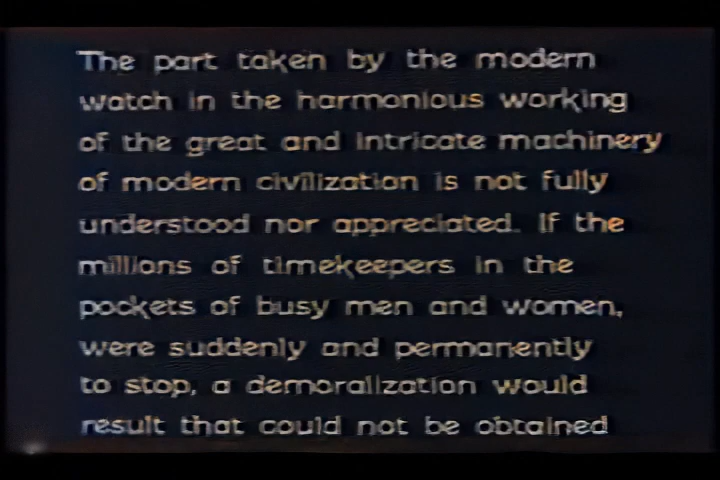 The part taken by the modern
watch in the harmonious working
of the great and intricate machinery
of modern civilization is not fully
understood nor appreciated. If the
millions of timekeepers in the
pockets of busy men and women,
were suddenly and permanently
to stop, a demoralization would
result that could not be obtained